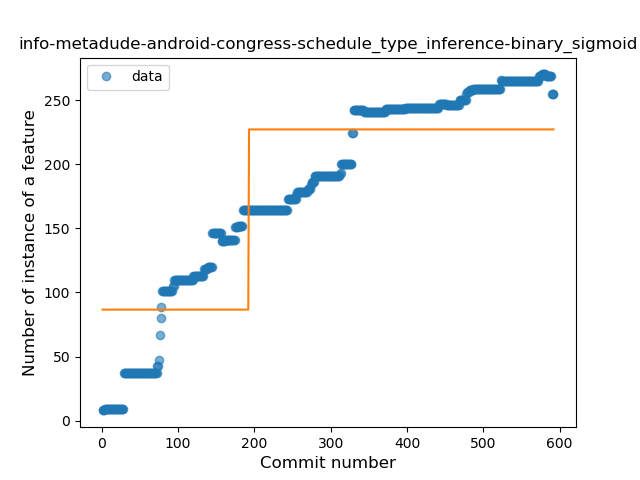 info-metadude-android-congress-schedule_type_inference-binary_sigmoid
data
Number of instance of a feature
250
200
150
100
50
0
0 100 200 300 400 500 600
Commit number